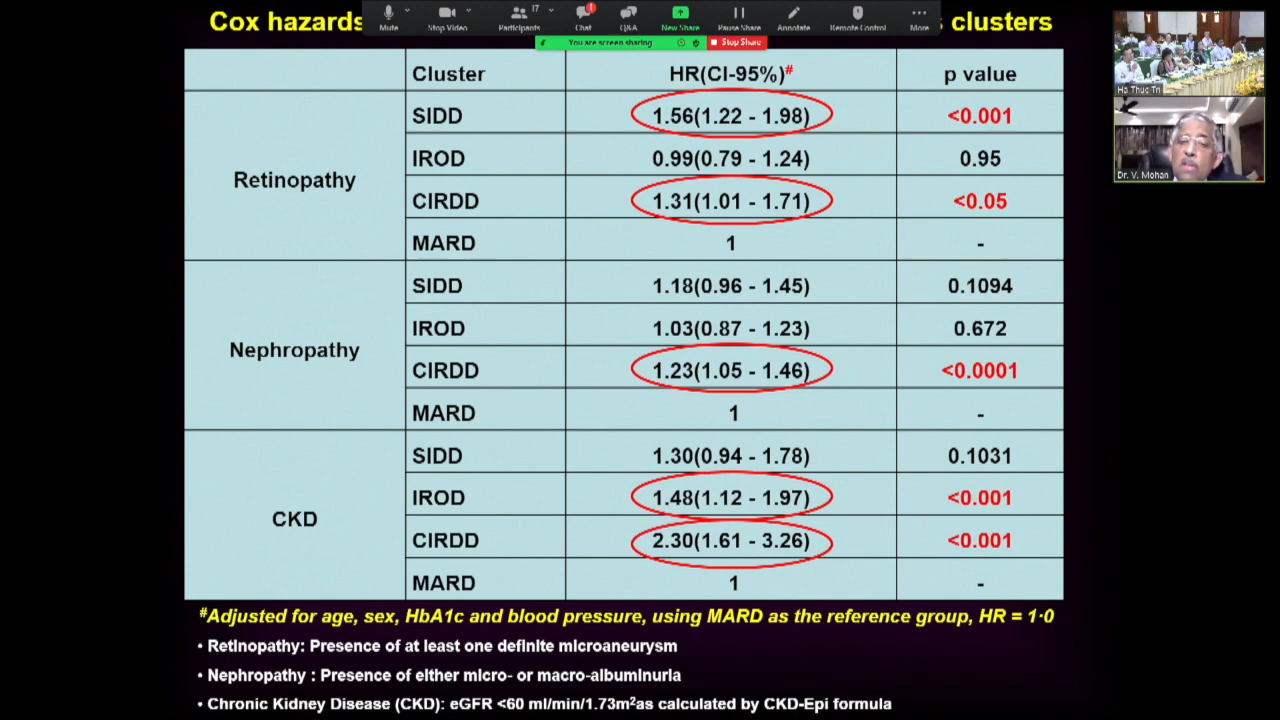 Cox hazards clusters
Mute Stop Video Participants 17 Chat 1 Q&A New Share Pause Share Annotate Remote Control More
You are screen sharing Stop Share
Cluster HR(CI-95%)# p value
Retinopathy
SIDD 1.56(1.22 - 1.98) <0.001
IROD 0.99(0.79 - 1.24) 0.95
CIRDD 1.31(1.01 - 1.71) <0.05
MARD 1 -
Nephropathy
SIDD 1.18(0.96 - 1.45) 0.1094
IROD 1.03(0.87 - 1.23) 0.672
CIRDD 1.23(1.05 - 1.46) <0.0001
MARD 1 -
CKD
SIDD 1.30(0.94 - 1.78) 0.1031
IROD 1.48(1.12 - 1.97) <0.001
CIRDD 2.30(1.61 - 3.26) <0.001
MARD 1 -
#Adjusted for age, sex, HbA1c and blood pressure, using MARD as the reference group, HR = 1·0
• Retinopathy: Presence of at least one definite microaneurysm
• Nephropathy : Presence of either micro- or macro-albuminuria
• Chronic Kidney Disease (CKD): eGFR <60 ml/min/1.73m²as calculated by CKD-Epi formula
Ha Thuc Tri
Dr. V. Mohan